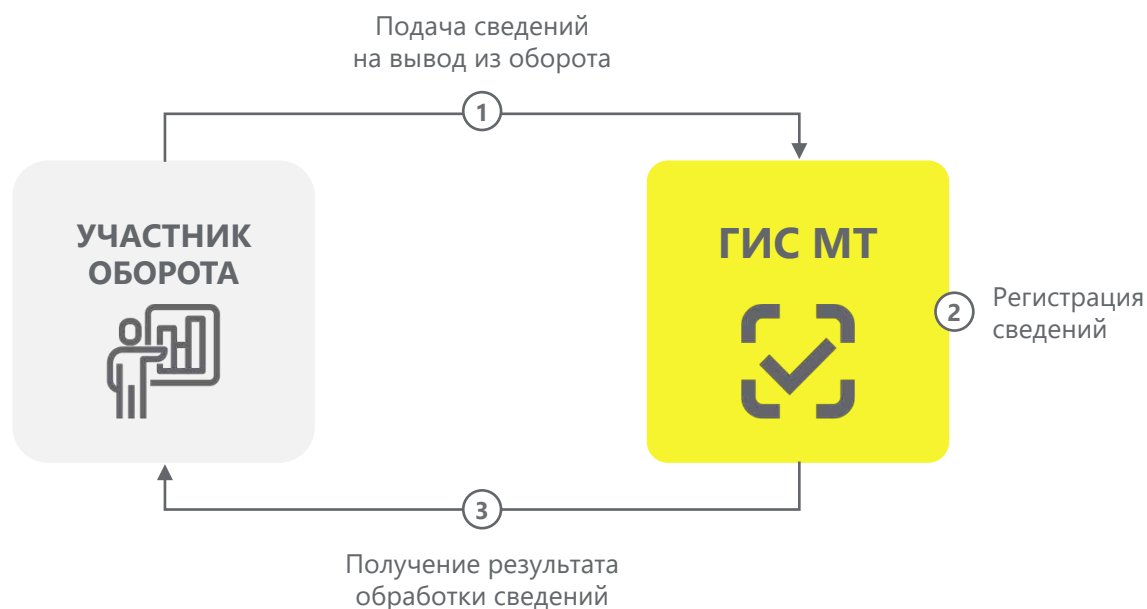 Подача сведений
на вывод из оборота
1
УЧАСТНИК
ОБОРОТА
ГИС МТ
2
Регистрация
сведений
3
Получение результата
обработки сведений